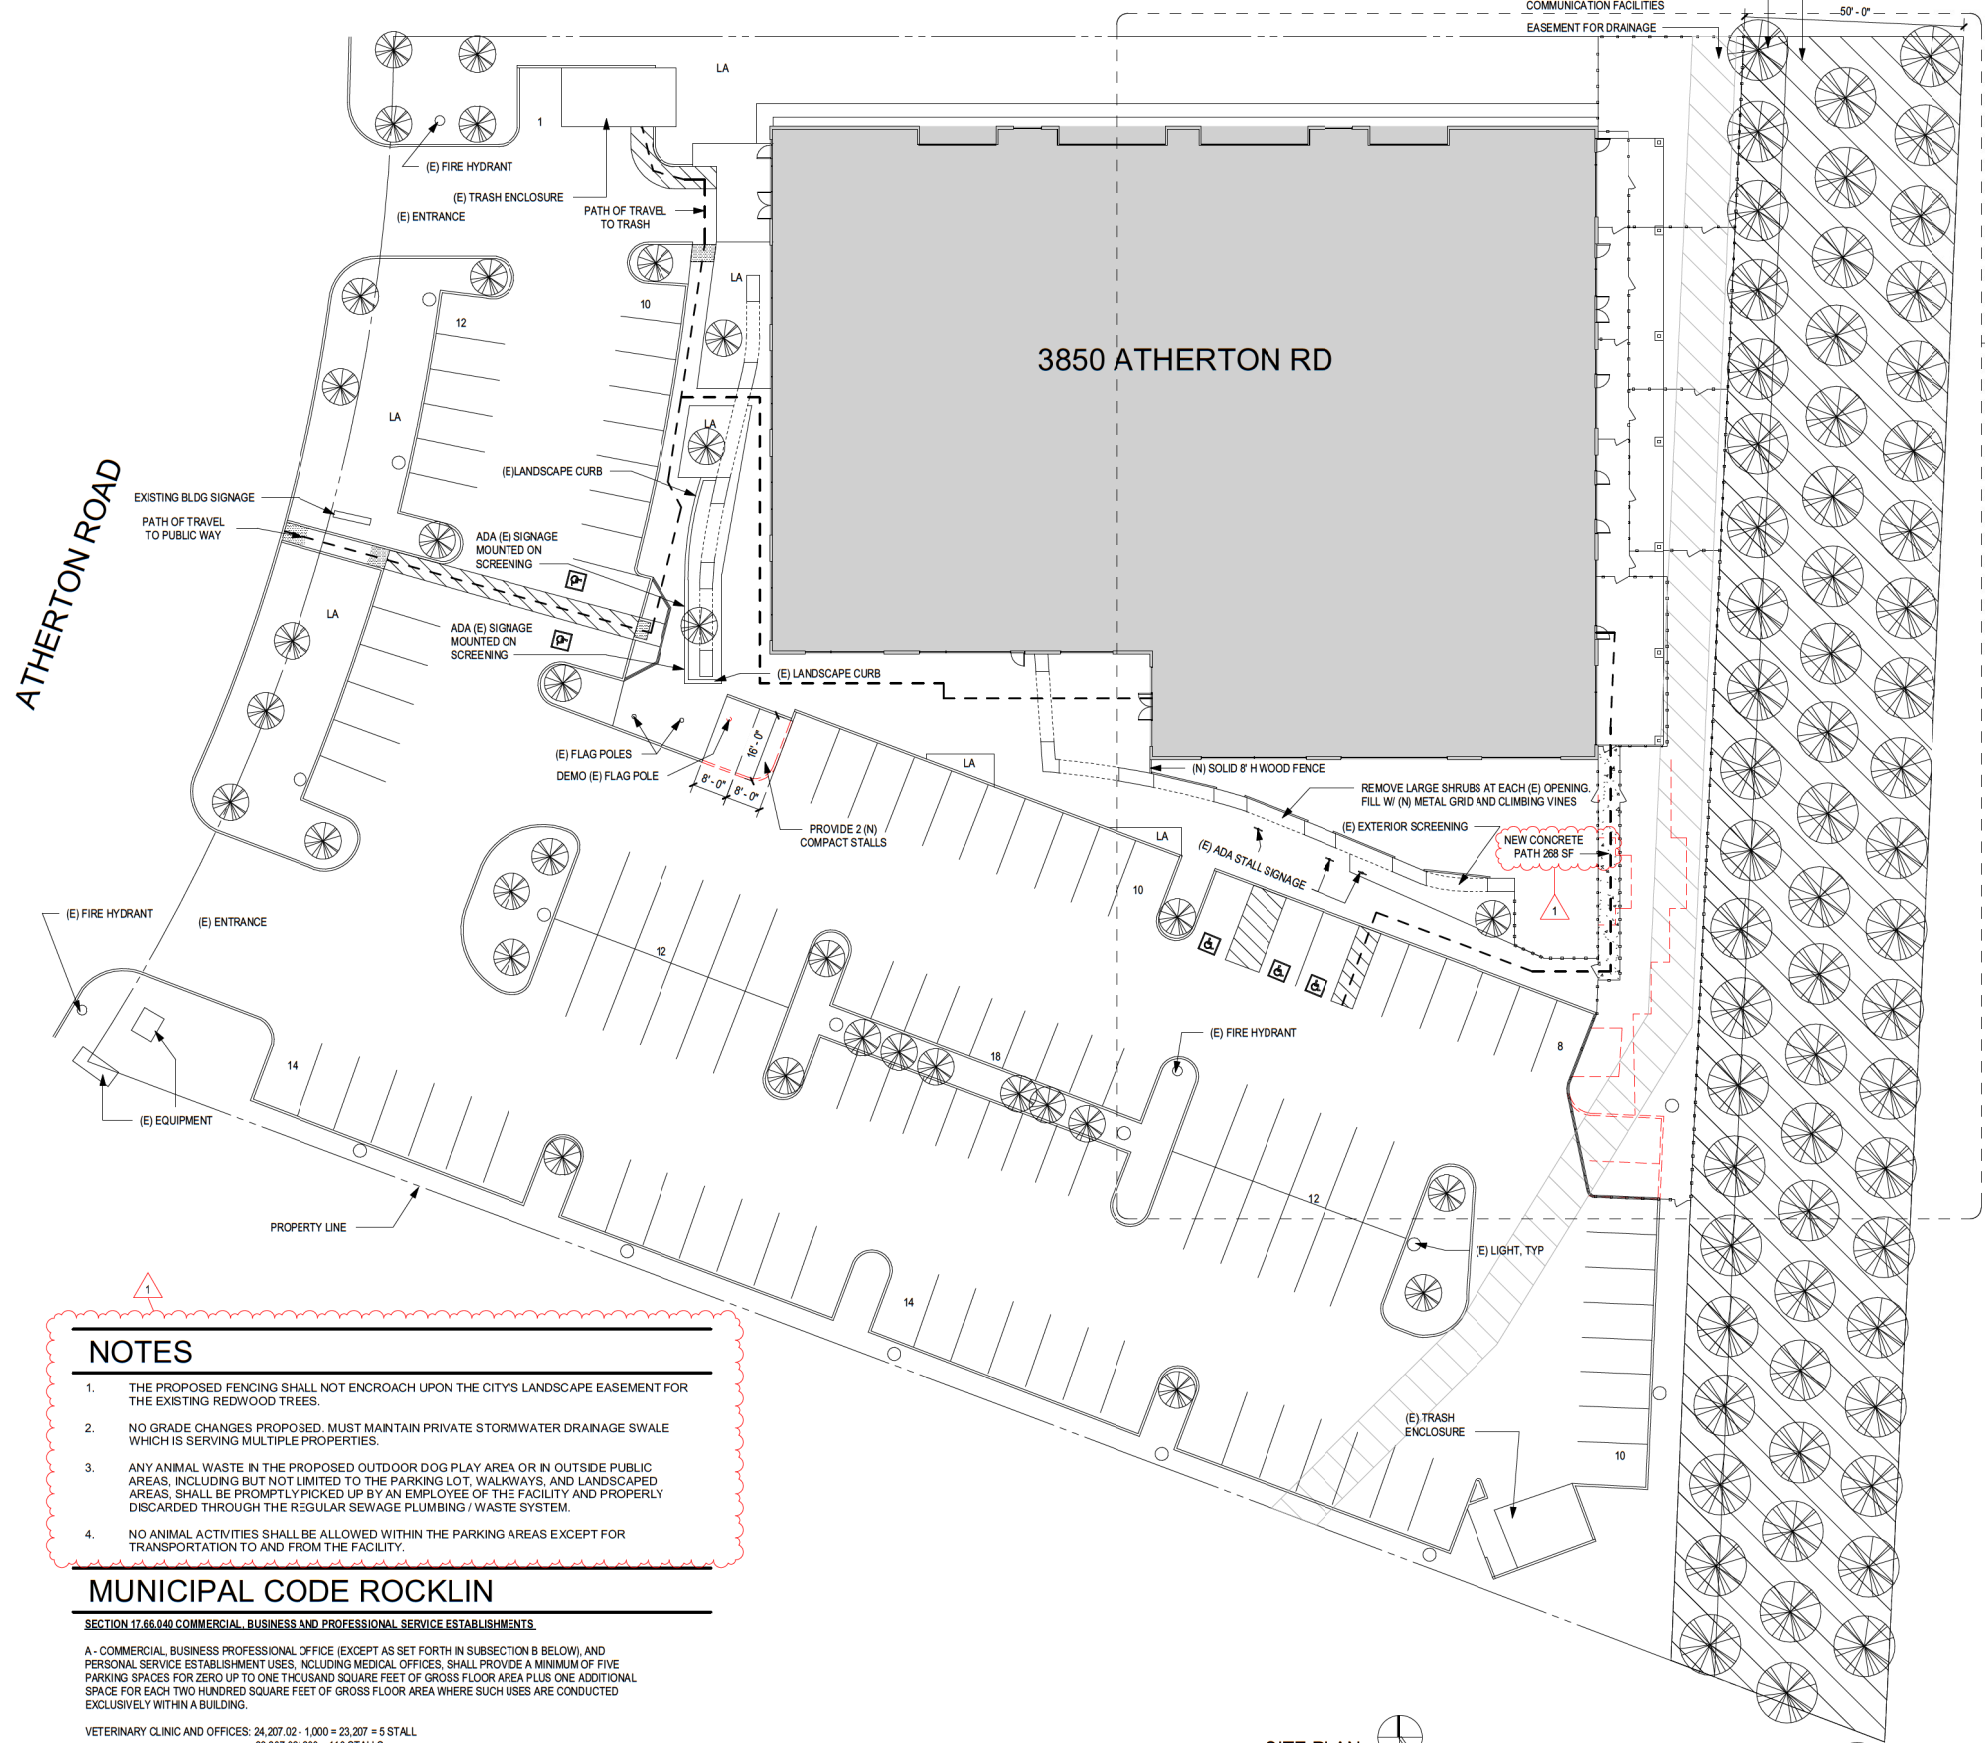 COMMUNICATION FACILITIES
EASEMENT FOR DRAINAGE
50' - 0"
LA
1
(E) FIRE HYDRANT
(E) TRASH ENCLOSURE
(E) ENTRANCE
PATH OF TRAVEL
TO TRASH
LA
10
12
3850 ATHERTON RD
LA
LA
(E)LANDSCAPE CURB
ATHERTON ROAD
EXISTING BLDG SIGNAGE
PATH OF TRAVEL
TO PUBLIC WAY
ADA (E) SIGNAGE
MOUNTED ON
SCREENING
LA
ADA (E) SIGNAGE
MOUNTED ON
SCREENING
(E) LANDSCAPE CURB
(E) FLAG POLES
DEMO (E) FLAG POLE
16' - 0"
8' - 0"
8' - 0"
PROVIDE 2 (N)
COMPACT STALLS
LA
(N) SOLID 8' H WOOD FENCE
REMOVE LARGE SHRUBS AT EACH (E) OPENING.
FILL W/ (N) METAL GRID AND CLIMBING VINES
(E) EXTERIOR SCREENING
LA
(E) ADA STALL SIGNAGE
NEW CONCRETE
PATH 268 SF
1
10
(E) FIRE HYDRANT
(E) ENTRANCE
12
(E) FIRE HYDRANT
18
8
14
(E) EQUIPMENT
12
PROPERTY LINE
(E) LIGHT, TYP
14
(E) TRASH
ENCLOSURE
10
1
NOTES
1. THE PROPOSED FENCING SHALL NOT ENCROACH UPON THE CITY'S LANDSCAPE EASEMENT FOR
THE EXISTING REDWOOD TREES.
2. NO GRADE CHANGES PROPOSED. MUST MAINTAIN PRIVATE STORMWATER DRAINAGE SWALE
WHICH IS SERVING MULTIPLE PROPERTIES.
3. ANY ANIMAL WASTE IN THE PROPOSED OUTDOOR DOG PLAY AREA OR IN OUTSIDE PUBLIC
AREAS, INCLUDING BUT NOT LIMITED TO THE PARKING LOT, WALKWAYS, AND LANDSCAPED
AREAS, SHALL BE PROMPTLY PICKED UP BY AN EMPLOYEE OF THE FACILITY AND PROPERLY
DISCARDED THROUGH THE REGULAR SEWAGE PLUMBING / WASTE SYSTEM.
4. NO ANIMAL ACTIVITIES SHALL BE ALLOWED WITHIN THE PARKING AREAS EXCEPT FOR
TRANSPORTATION TO AND FROM THE FACILITY.
MUNICIPAL CODE ROCKLIN
SECTION 17.66.040 COMMERCIAL, BUSINESS AND PROFESSIONAL SERVICE ESTABLISHMENTS
A - COMMERCIAL, BUSINESS PROFESSIONAL OFFICE (EXCEPT AS SET FORTH IN SUBSECTION B BELOW), AND
PERSONAL SERVICE ESTABLISHMENT USES, INCLUDING MEDICAL OFFICES, SHALL PROVIDE A MINIMUM OF FIVE
PARKING SPACES FOR ZERO UP TO ONE THOUSAND SQUARE FEET OF GROSS FLOOR AREA PLUS ONE ADDITIONAL
SPACE FOR EACH TWO HUNDRED SQUARE FEET OF GROSS FLOOR AREA WHERE SUCH USES ARE CONDUCTED
EXCLUSIVELY WITHIN A BUILDING.
VETERINARY CLINIC AND OFFICES: 24,207.02 - 1,000 = 23,207 = 5 STALL
SITE PLAN